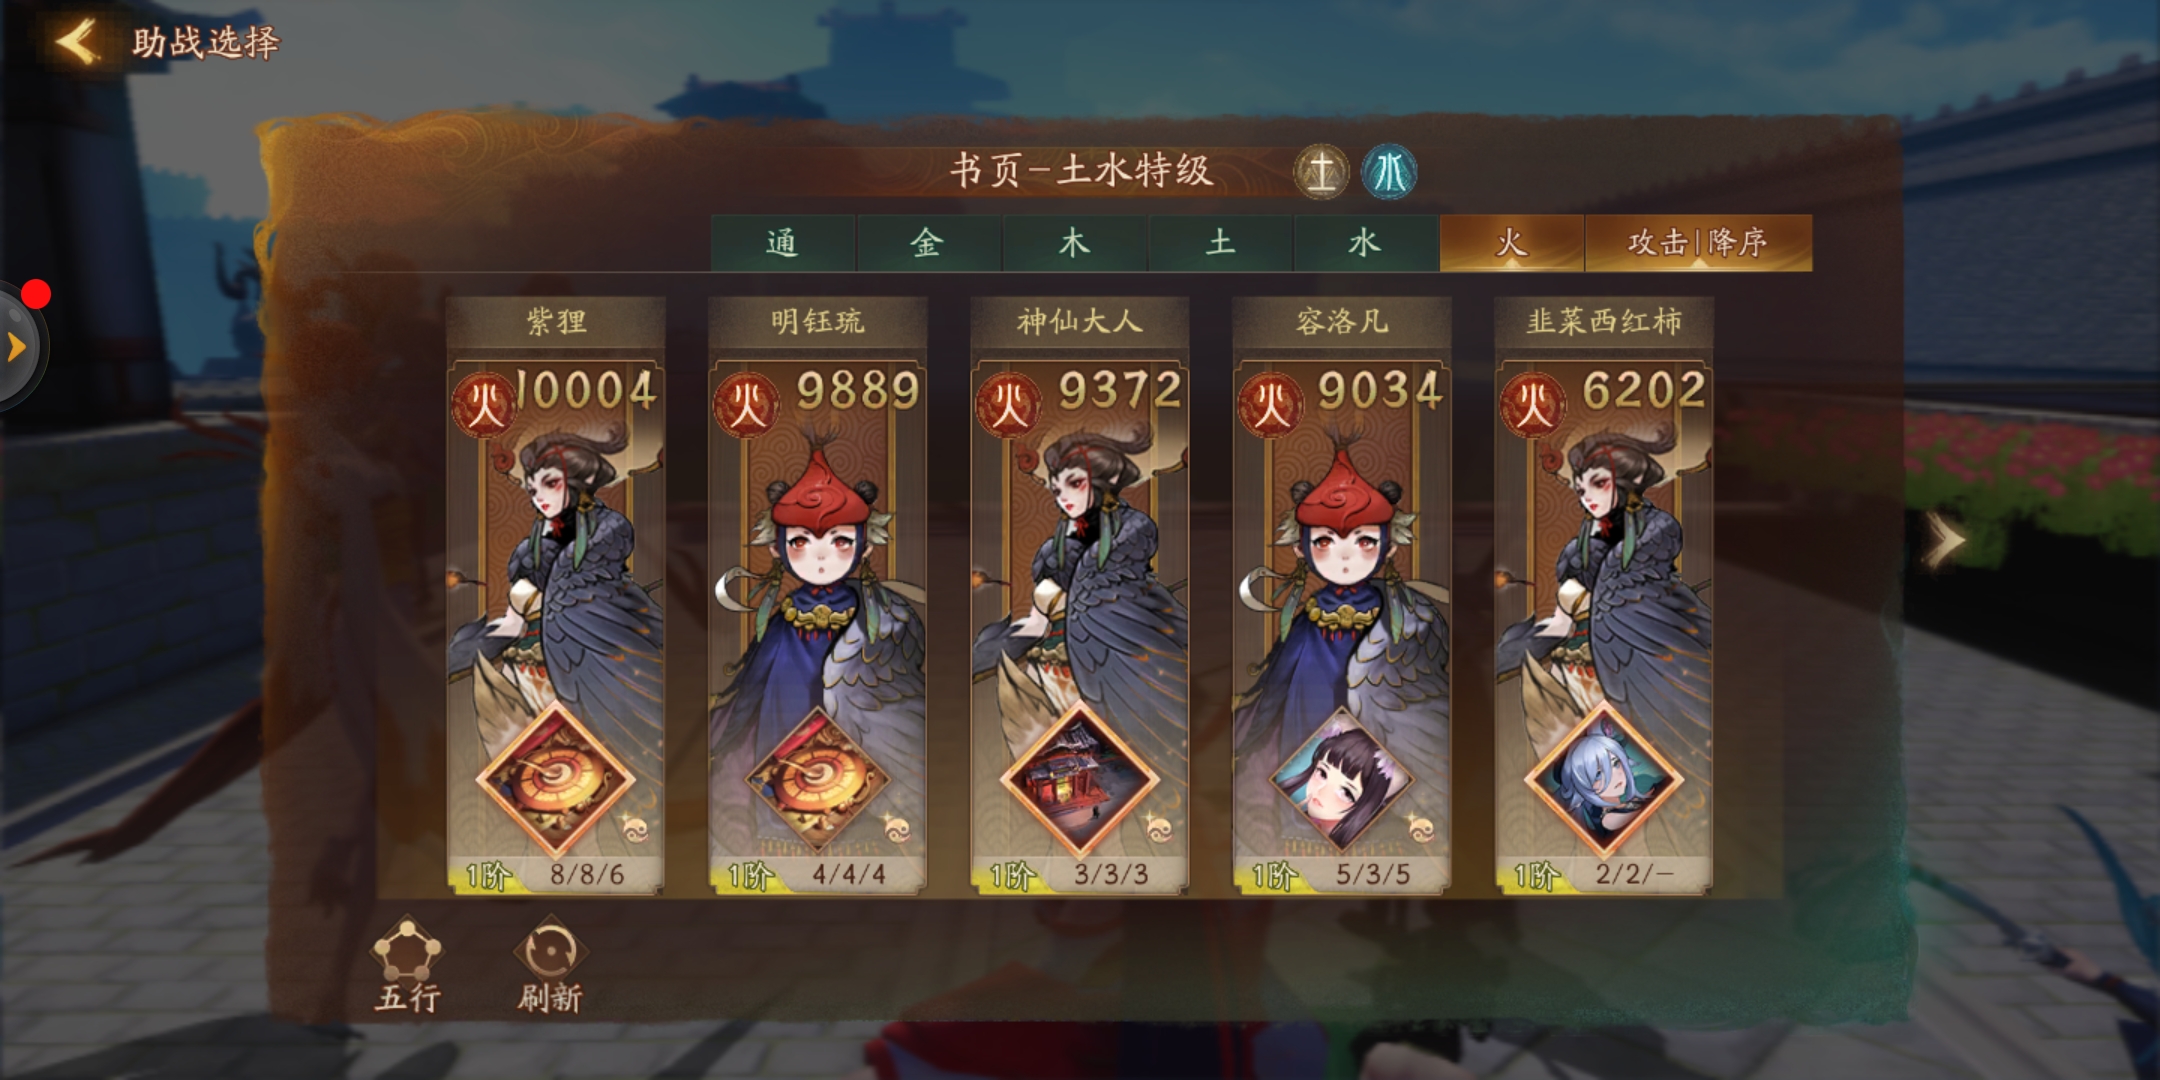 助战选择
书页-土水特级 土 水
通 金 木 土 水 火 攻击|降序
紫狸 明钰琉 神仙大人 容洛凡 韭菜西红柿
火 10004 火 9889 火 9372 火 9034 火 6202
1阶 8/8/6 1阶 4/4/4 1阶 3/3/3 1阶 5/3/5 1阶 2/2/-
五行 刷新